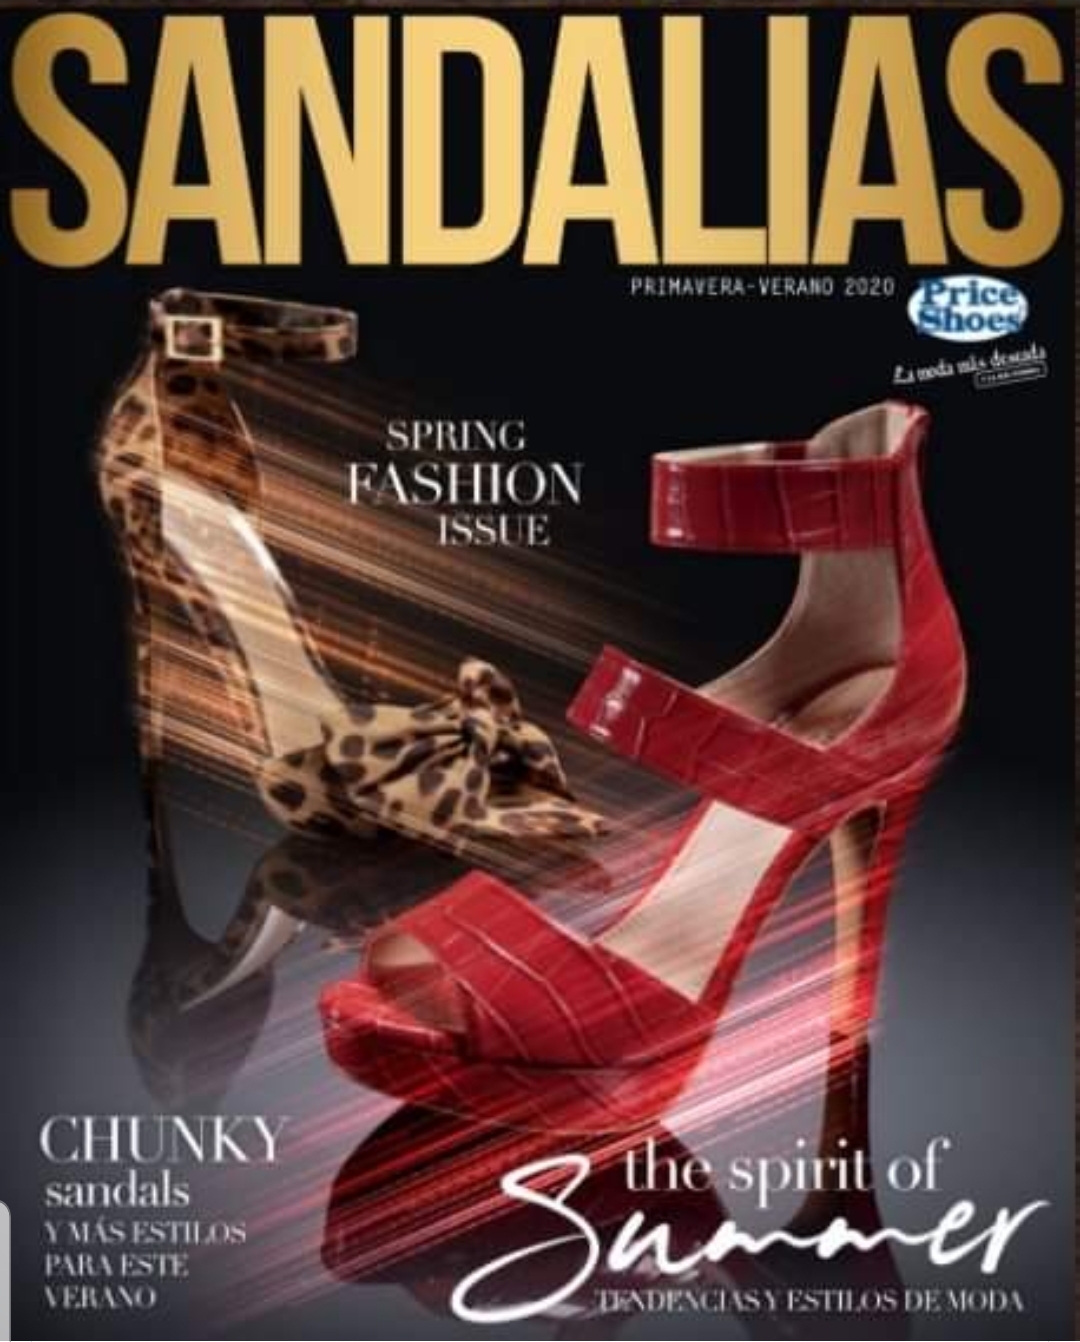 SANDALIAS
PRIMAVERA-VERANO 2020
Price
Shoes
La moda más deseada
SPRING
FASHION
ISSUE
CHUNKY
sandals
Y MÁS ESTILOS
PARA ESTE
VERANO
the spirit of
Summer
TENDENCIAS Y ESTILOS DE MODA